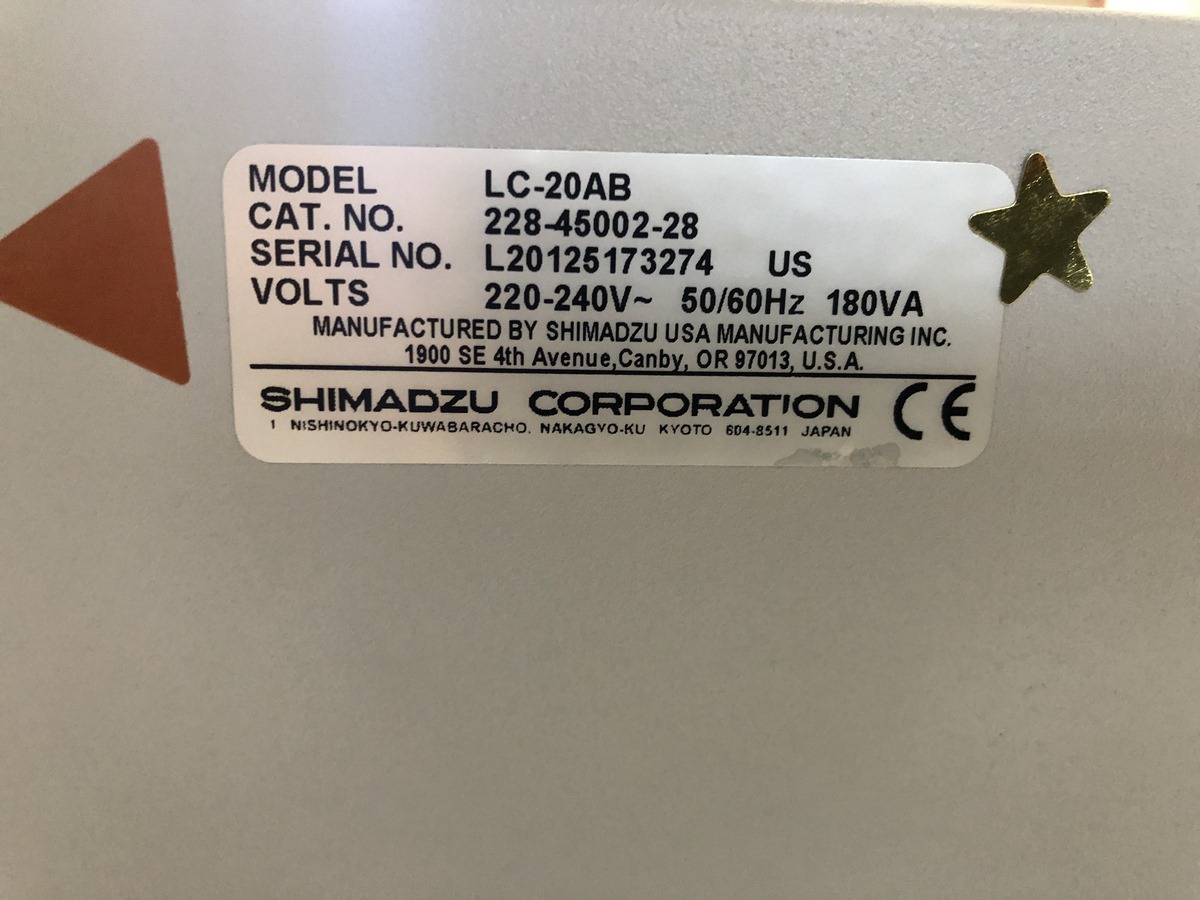 MODEL LC-20AB
CAT. NO. 228-45002-28
SERIAL NO. L20125173274 US
VOLTS 220-240V~ 50/60Hz 180VA
MANUFACTURED BY SHIMADZU USA MANUFACTURING INC.
1900 SE 4th Avenue,Canby, OR 97013, U.S.A.
SHIMADZU CORPORATION CE
1 NISHINOKYO-KUWABARACHO. NAKAGYO-KU KYOTO 604-8511 JAPAN